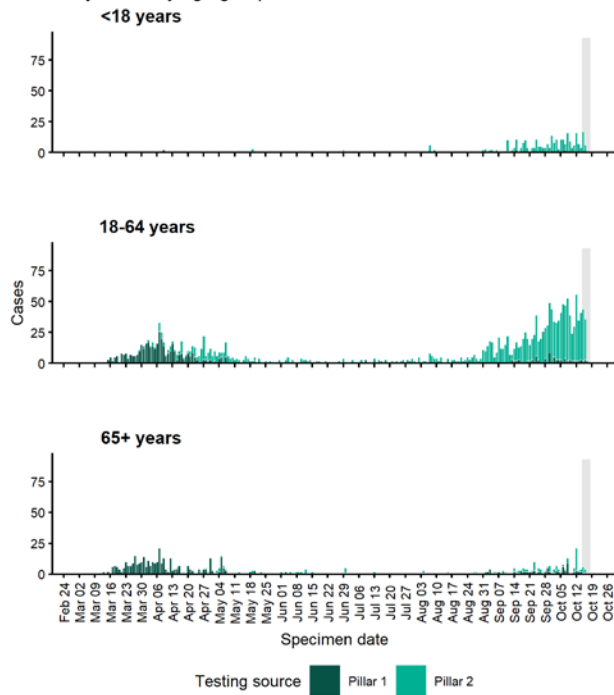 <18 years
75
50
25
0
18-64 years
Cases
75
50
25
0
65+ years
75
50
25
0
Feb 24
Mar 02
Mar 09
Mar 16
Mar 23
Mar 30
Apr 06
Apr 13
Apr 20
Apr 27
May 04
May 11
May 18
May 25
Jun 01
Jun 08
Jun 15
Jun 22
Jun 29
Jul 06
Jul 13
Jul 20
Jul 27
Aug 03
Aug 10
Aug 17
Aug 24
Aug 31
Sep 07
Sep 14
Sep 21
Sep 28
Oct 05
Oct 12
Oct 19
Oct 26
Specimen date
Testing source Pillar 1 Pillar 2